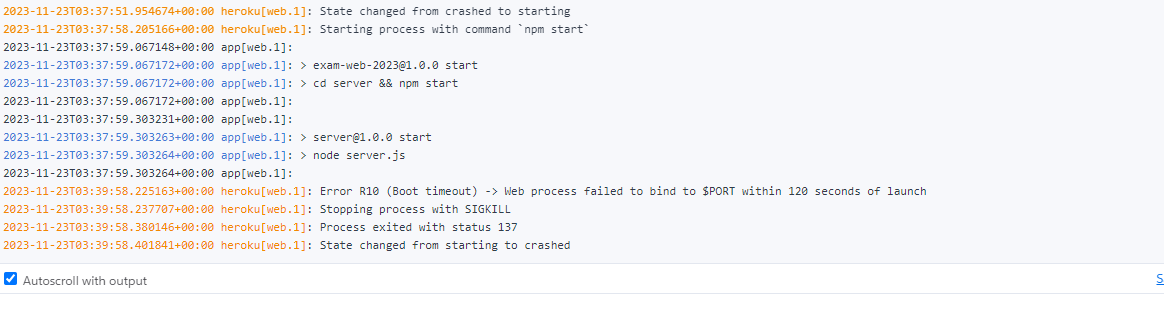 2023-11-23T03:37:51.954674+00:00 heroku[web.1]: State changed from crashed to starting
2023-11-23T03:37:58.205166+00:00 heroku[web.1]: Starting process with command `npm start`
2023-11-23T03:37:59.067148+00:00 app[web.1]:
2023-11-23T03:37:59.067172+00:00 app[web.1]: > exam-web-2023@1.0.0 start
2023-11-23T03:37:59.067172+00:00 app[web.1]: > cd server && npm start
2023-11-23T03:37:59.067172+00:00 app[web.1]:
2023-11-23T03:37:59.303231+00:00 app[web.1]:
2023-11-23T03:37:59.303263+00:00 app[web.1]: > server@1.0.0 start
2023-11-23T03:37:59.303264+00:00 app[web.1]: > node server.js
2023-11-23T03:37:59.303264+00:00 app[web.1]:
2023-11-23T03:39:58.225163+00:00 heroku[web.1]: Error R10 (Boot timeout) -> Web process failed to bind to $PORT within 120 seconds of launch
2023-11-23T03:39:58.237707+00:00 heroku[web.1]: Stopping process with SIGKILL
2023-11-23T03:39:58.380146+00:00 heroku[web.1]: Process exited with status 137
2023-11-23T03:39:58.401841+00:00 heroku[web.1]: State changed from starting to crashed
Autoscroll with output